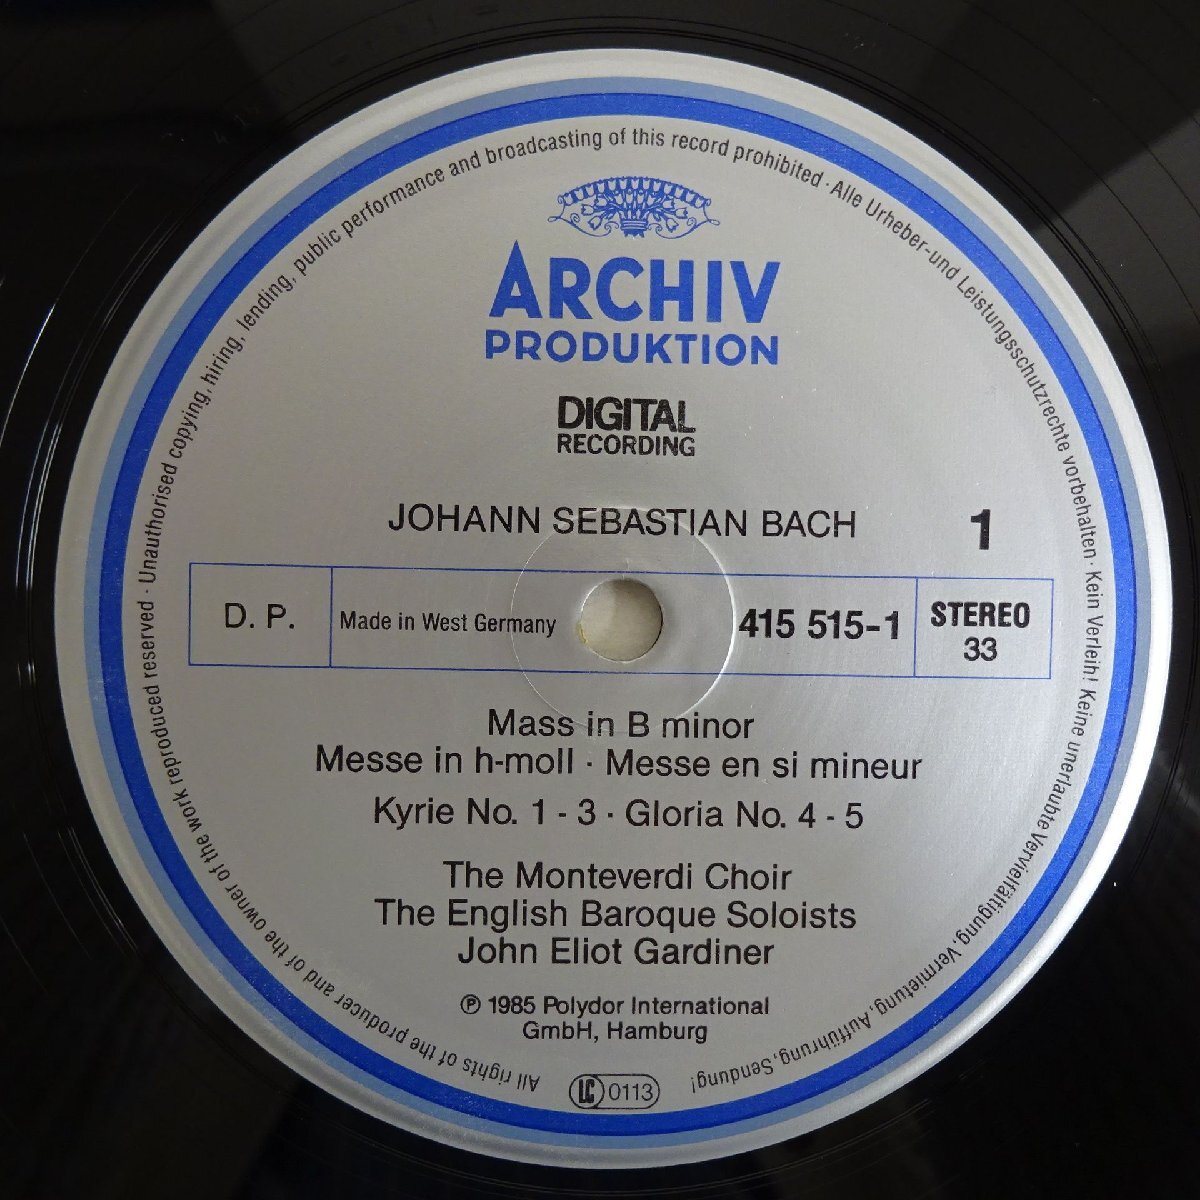 All rights of the producer and of the owner of the work reproduced reserved · Unauthorised copying, hiring, lending, public performance and broadcasting of this record prohibited · Alle Urheber-und Leistungsschutzrechte vorbehalten · Kein Verleih! Keine unerlaubte Vervielfältigung, Vermietung, Aufführung, Sendung!
ARCHIV
PRODUKTION
DIGITAL
RECORDING
JOHANN SEBASTIAN BACH
1
D. P.
Made in West Germany
415 515-1
STEREO
33
Mass in B minor
Messe in h-moll · Messe en si mineur
Kyrie No. 1 - 3 · Gloria No. 4 - 5
The Monteverdi Choir
The English Baroque Soloists
John Eliot Gardiner
℗ 1985 Polydor International
GmbH, Hamburg
LC 0113